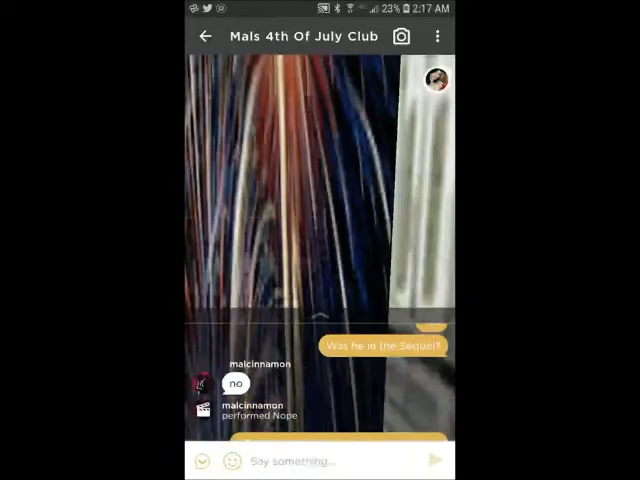 23% 2:17 AM
Mals 4th Of July Club
Was he in the Sequel?
malcinnamon
no
malcinnamon
performed Nope
Say something...